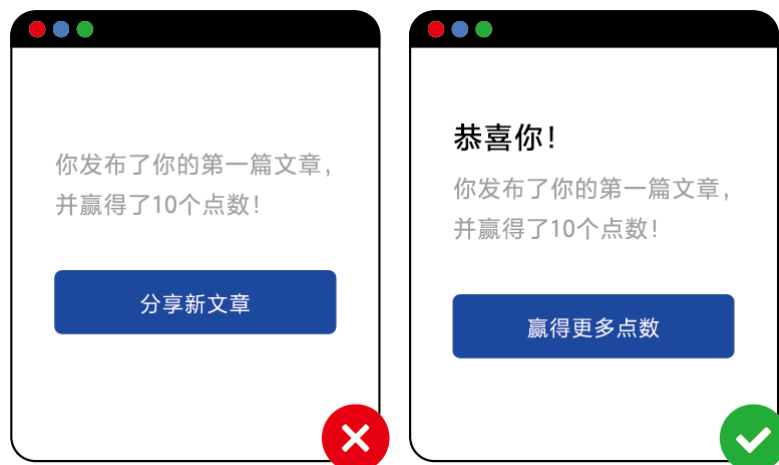 你发布了你的第一篇文章，
并赢得了10个点数！
分享新文章
恭喜你！
你发布了你的第一篇文章，
并赢得了10个点数！
赢得更多点数